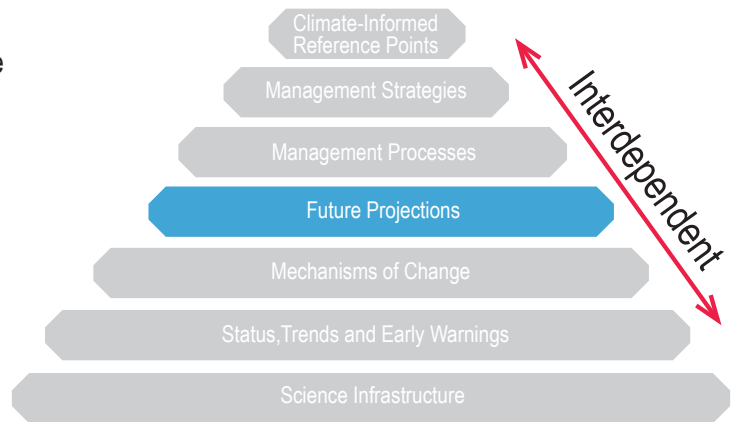 e
Climate-Informed
Reference Points
Management Strategies
Management Processes
Future Projections
Mechanisms of Change
Status,Trends and Early Warnings
Science Infrastructure
Interdependent